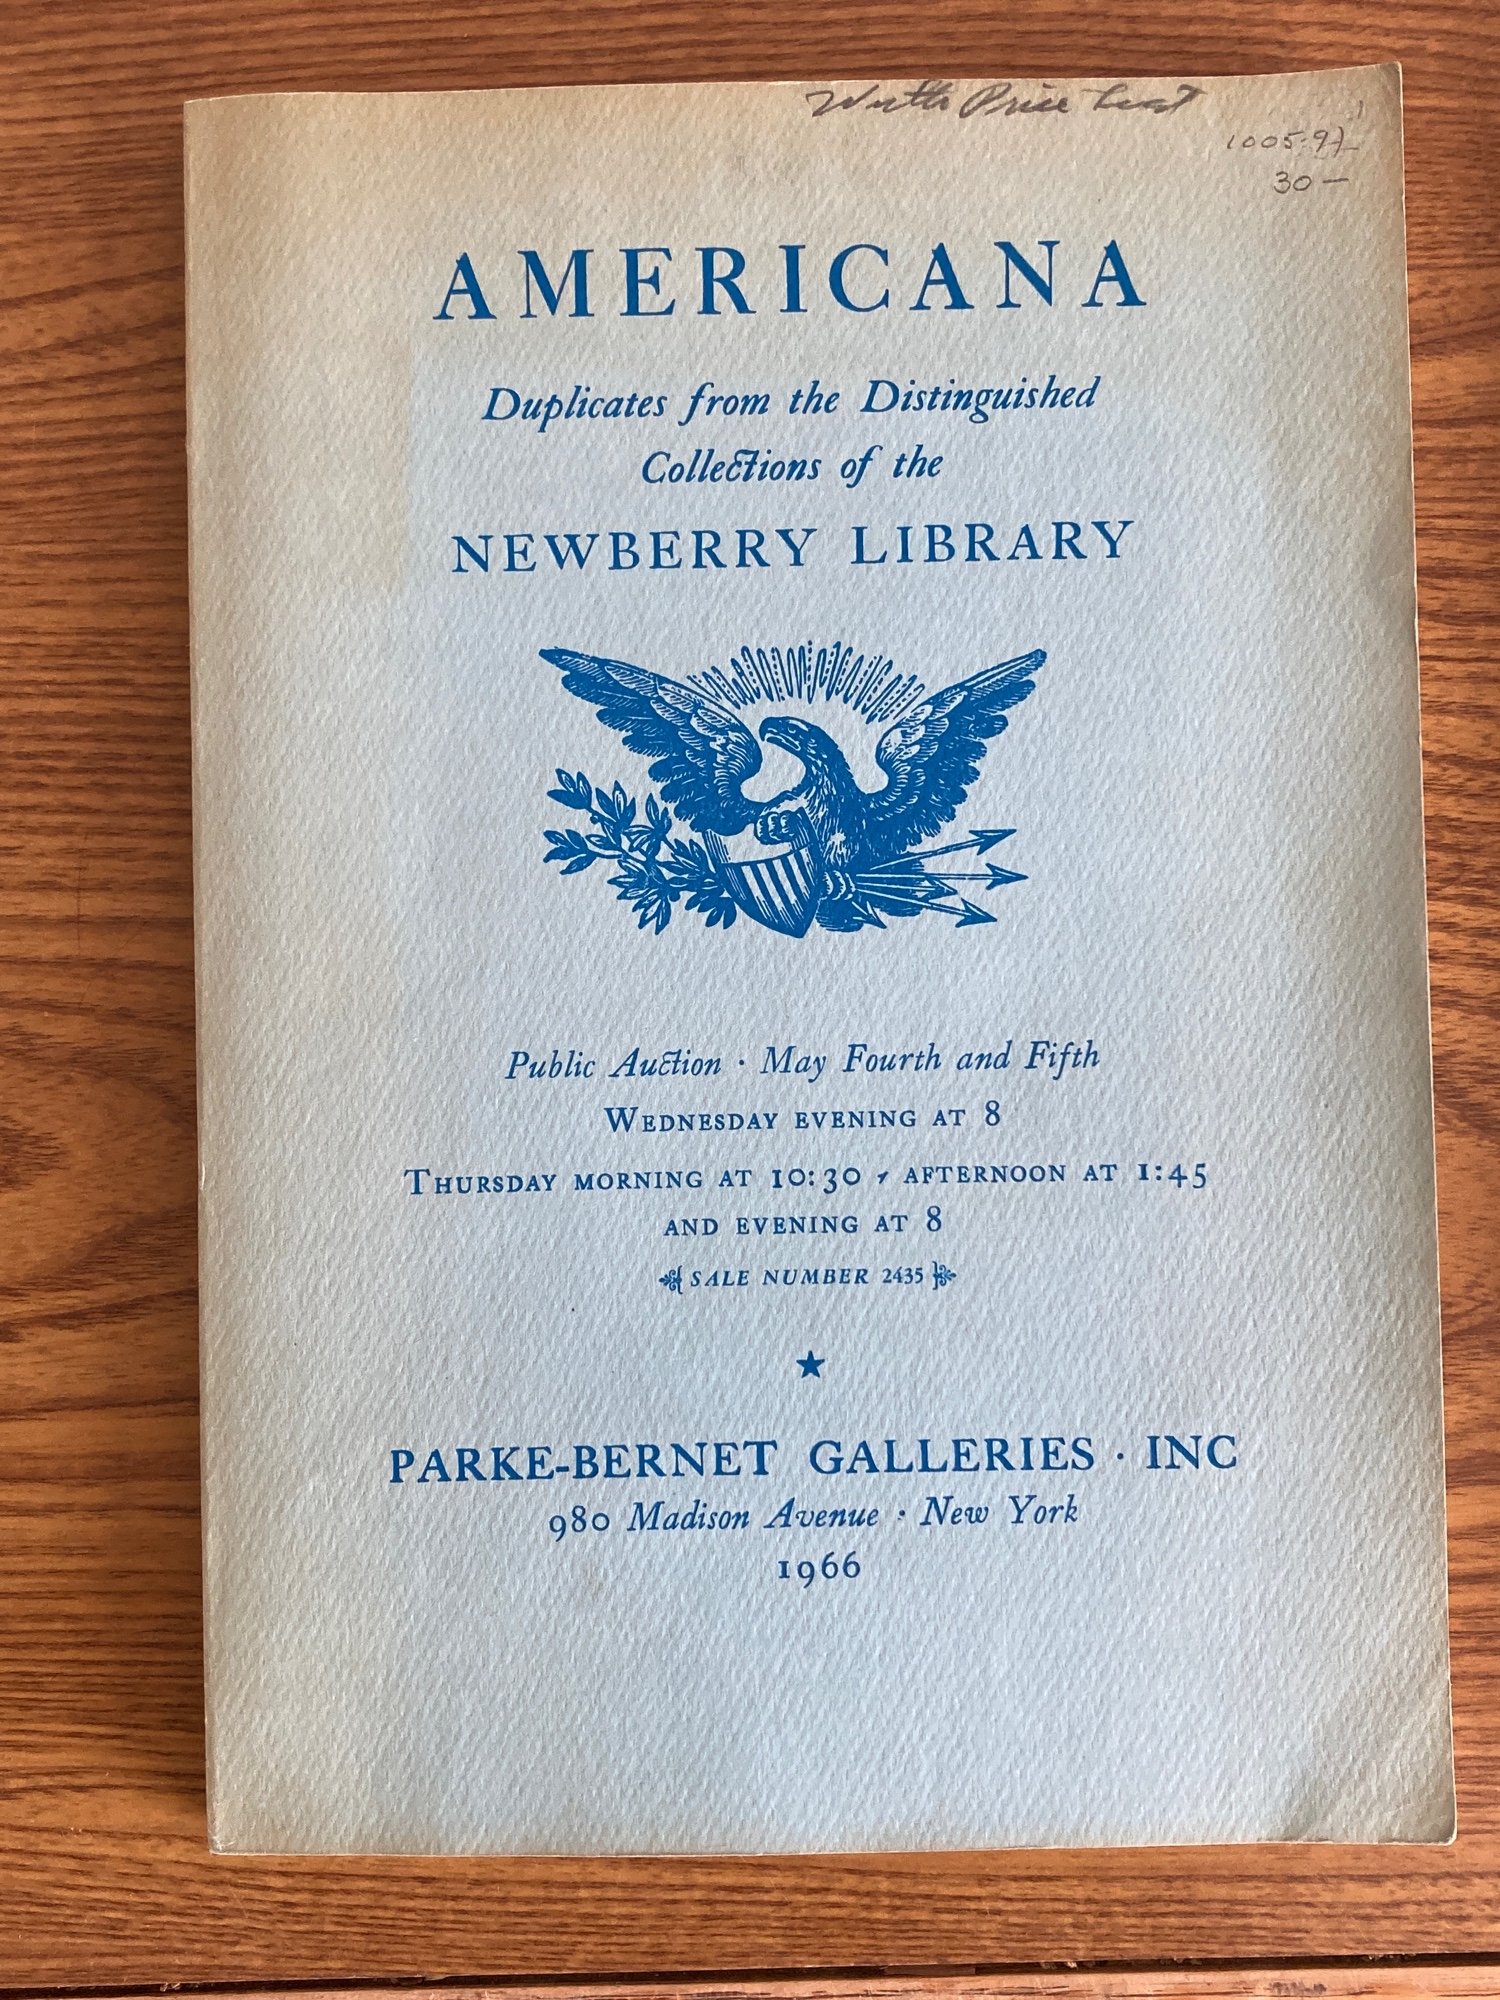 With Price List
30 —
AMERICANA
Duplicates from the Distinguished
Collections of the
NEWBERRY LIBRARY
Public Auction · May Fourth and Fifth
WEDNESDAY EVENING AT 8
THURSDAY MORNING AT 10:30 · AFTERNOON AT 1:45
AND EVENING AT 8
SALE NUMBER 2435
PARKE-BERNET GALLERIES · INC
980 Madison Avenue · New York
1966